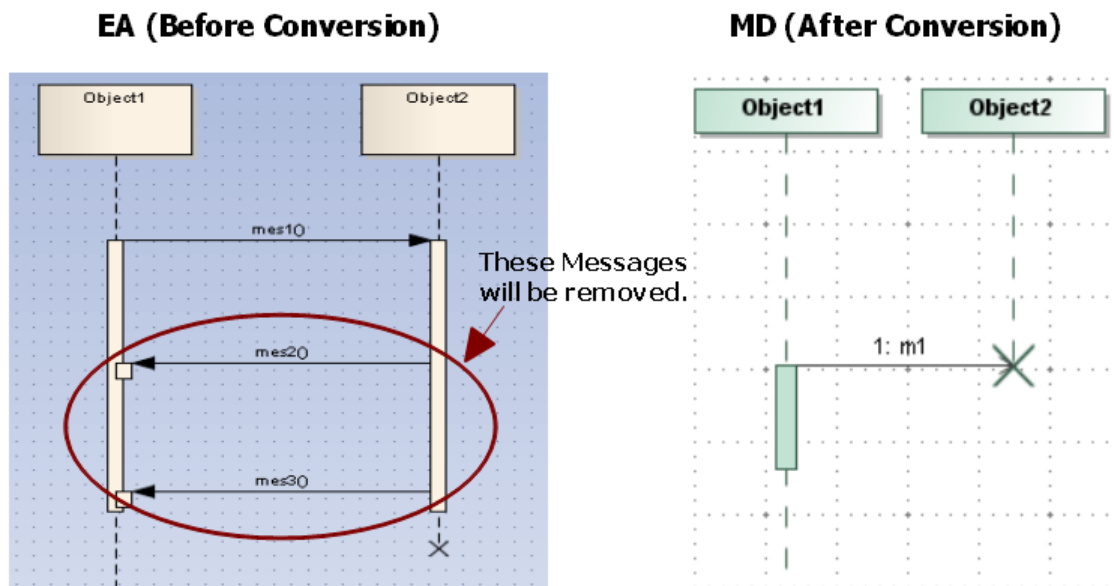 EA (Before Conversion)
MD (After Conversion)
Object1
Object2
mes1()
These Messages
will be removed.
mes2()
mes3()
Object1
Object2
1: m1